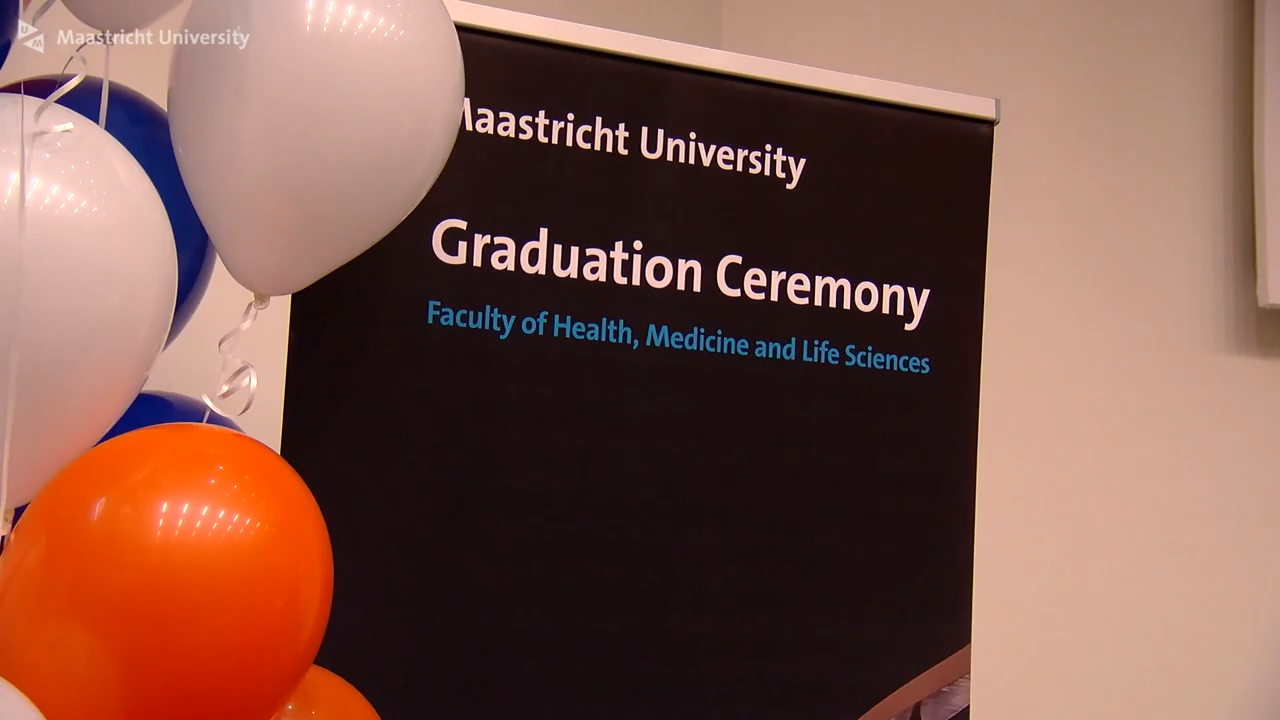 Maastricht University
Maastricht University
Graduation Ceremony
Faculty of Health, Medicine and Life Sciences